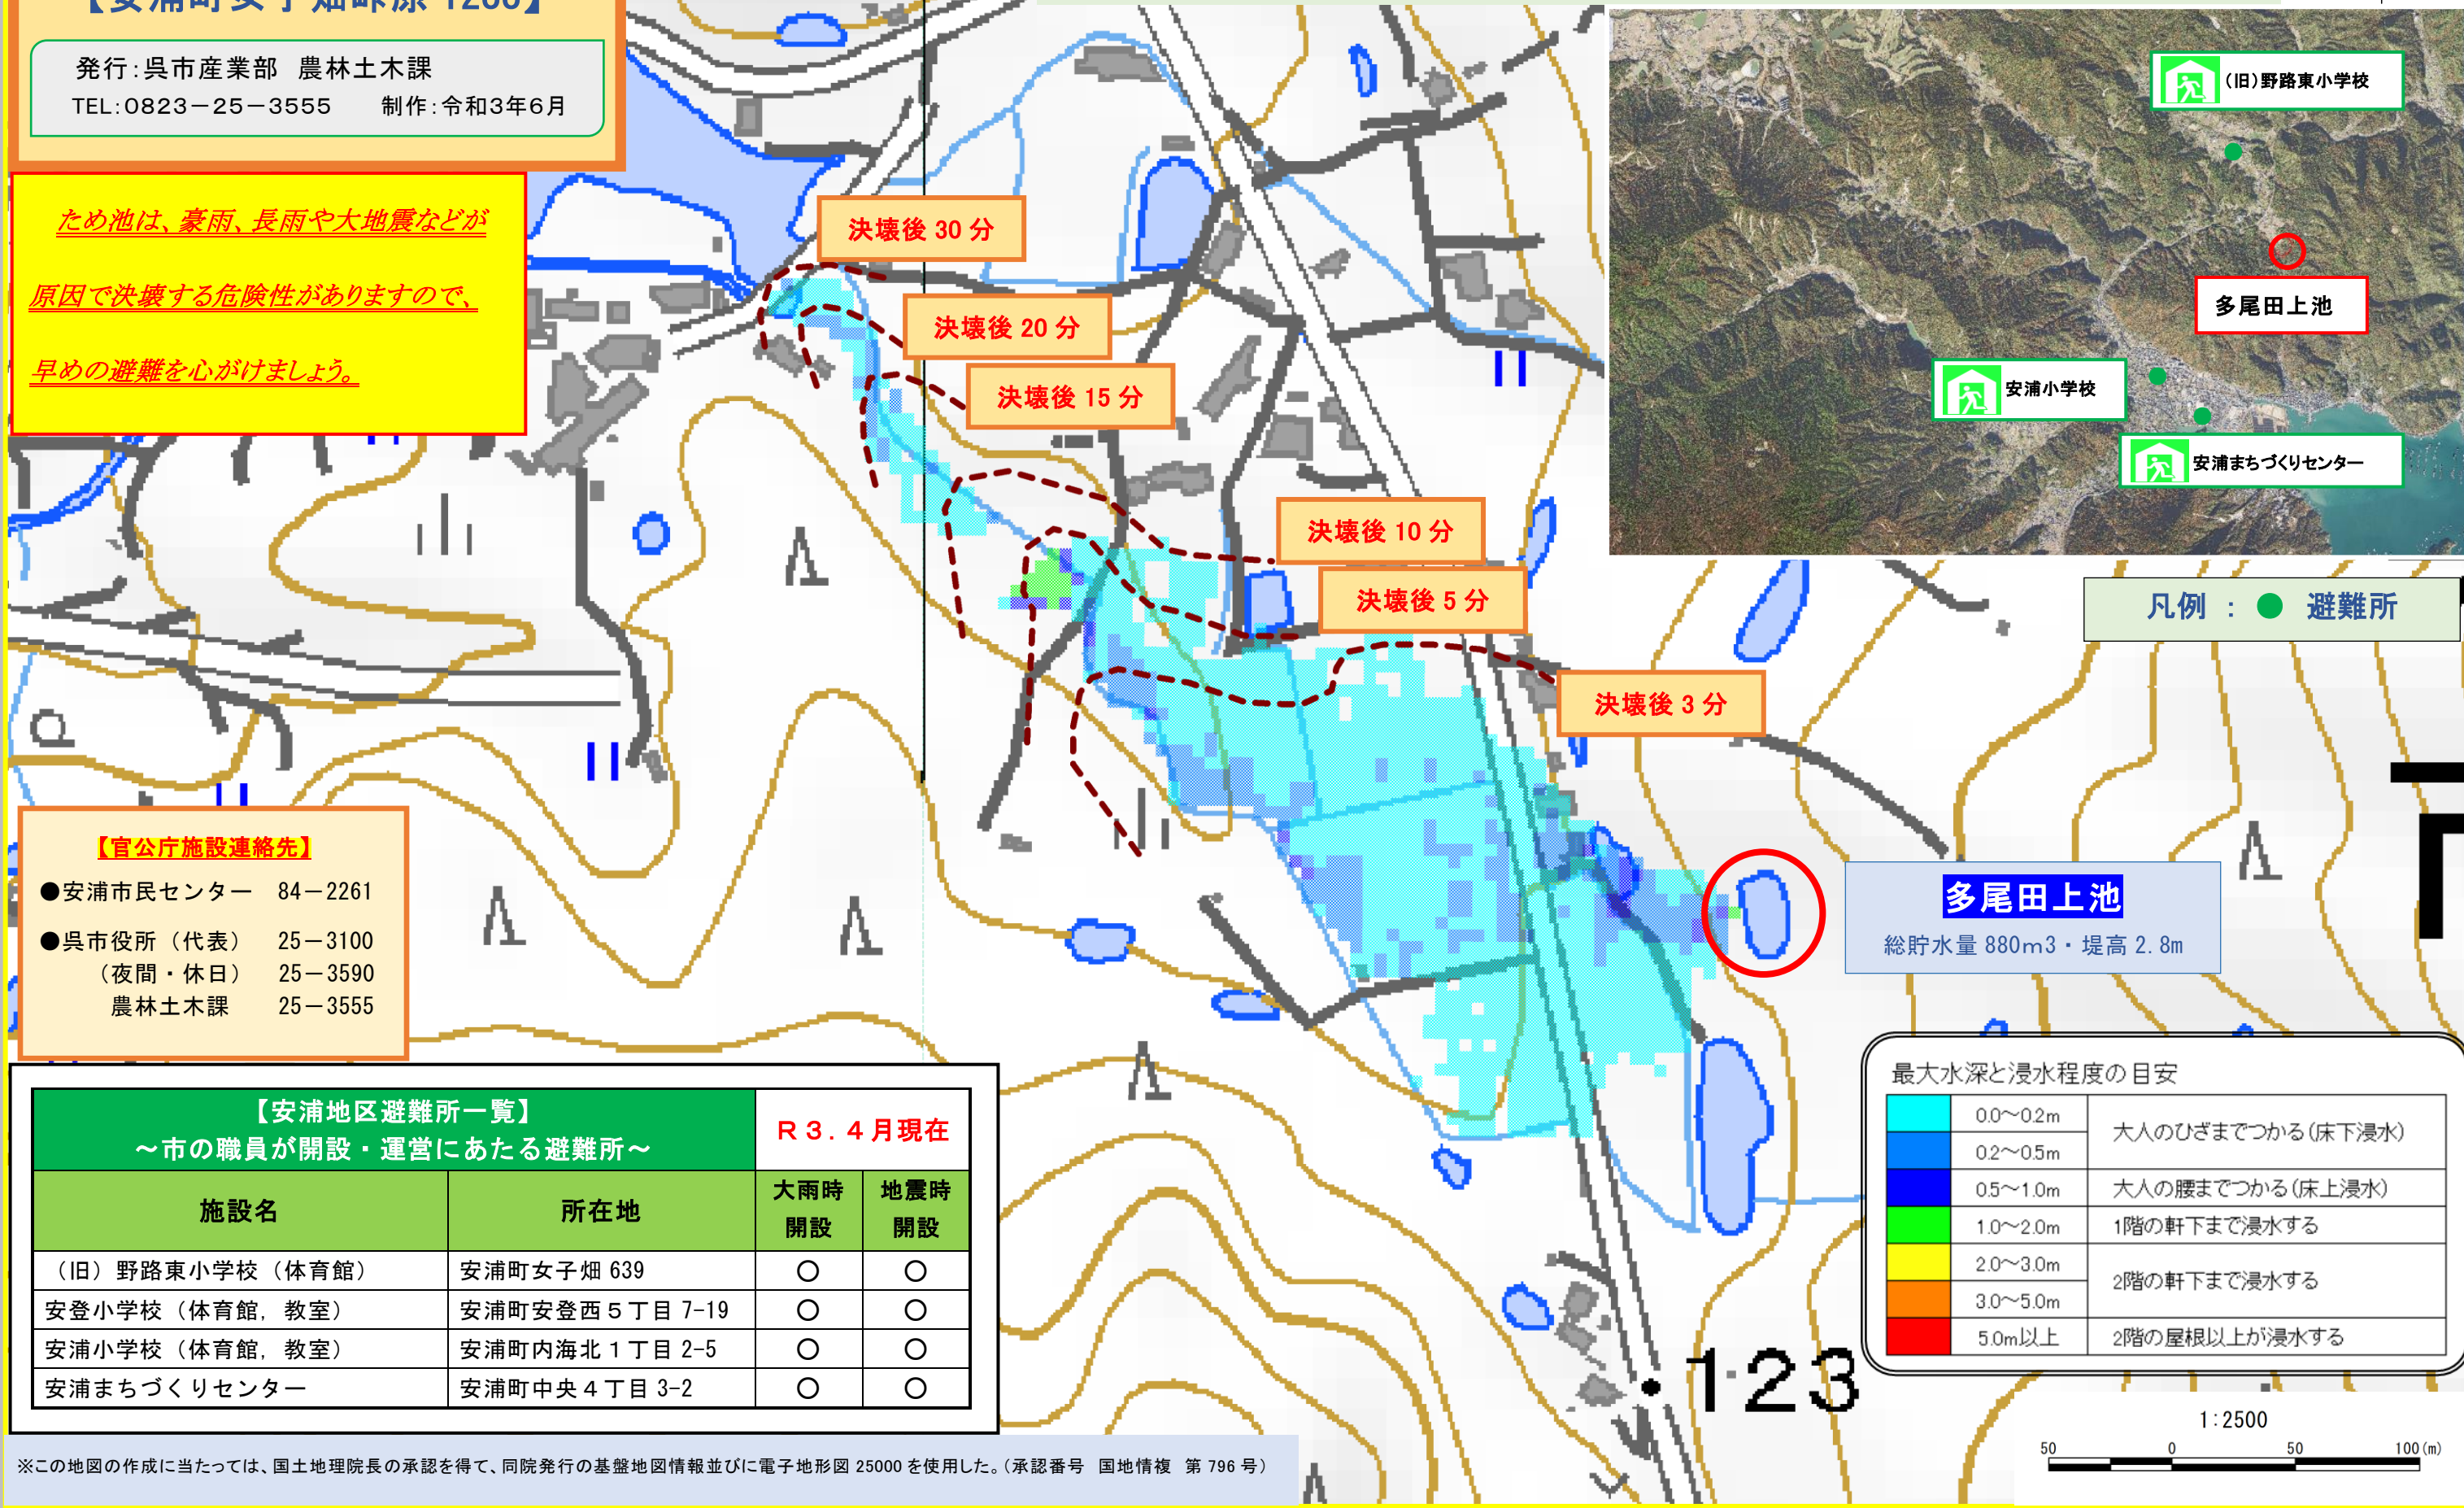 【安浦町女子畑峠原 1200】
発行：呉市産業部 農林土木課
TEL：0823－25－3555 制作：令和3年6月
ため池は、豪雨、長雨や大地震などが
原因で決壊する危険性がありますので、
早めの避難を心がけましょう。
決壊後 30 分
決壊後 20 分
決壊後 15 分
決壊後 10 分
決壊後 5 分
決壊後 3 分
（旧）野路東小学校
多尾田上池
安浦小学校
安浦まちづくりセンター
凡例 ： ● 避難所
多尾田上池
総貯水量 880ｍ3・堤高 2.8m
【官公庁施設連絡先】
●安浦市民センター 84－2261
●呉市役所（代表） 25－3100
（夜間・休日） 25－3590
農林土木課 25－3555
【安浦地区避難所一覧】
～市の職員が開設・運営にあたる避難所～
Ｒ３．４月現在
施設名 所在地 大雨時開設 地震時開設
（旧）野路東小学校（体育館） 安浦町女子畑 639 〇 〇
安登小学校（体育館，教室） 安浦町安登西５丁目 7-19 〇 〇
安浦小学校（体育館，教室） 安浦町内海北１丁目 2-5 〇 〇
安浦まちづくりセンター 安浦町中央４丁目 3-2 〇 〇
最大水深と浸水程度の目安
0.0～0.2m 大人のひざまでつかる（床下浸水）
0.2～0.5m
0.5～1.0m 大人の腰までつかる（床上浸水）
1.0～2.0m 1階の軒下まで浸水する
2.0～3.0m 2階の軒下まで浸水する
3.0～5.0m
5.0m以上 2階の屋根以上が浸水する
123
1：2500
50 0 50 100（m）
※この地図の作成に当たっては、国土地理院長の承認を得て、同院発行の基盤地図情報並びに電子地形図 25000 を使用した。（承認番号 国地情複 第 796 号）